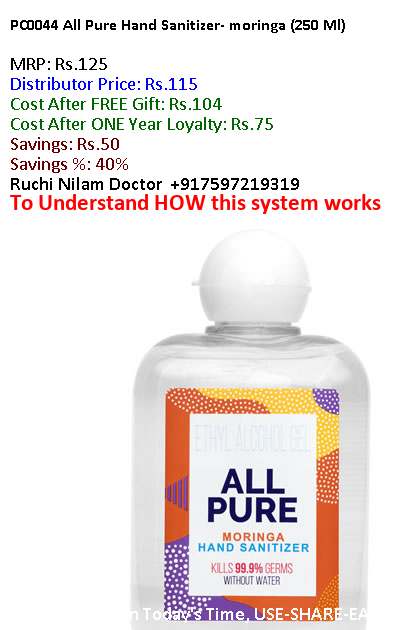 PC0044 All Pure Hand Sanitizer- moringa (250 Ml)
MRP: Rs.125
Distributor Price: Rs.115
Cost After FREE Gift: Rs.104
Cost After ONE Year Loyalty: Rs.75
Savings: Rs.50
Savings %: 40%
Ruchi Nilam Doctor +917597219319
To Understand HOW this system works
ETHYL ALCOHOL GEL
ALL
PURE
MORINGA
HAND SANITIZER
KILLS 99.9% GERMS
WITHOUT WATER
Today's Time, USE-SHARE-EA